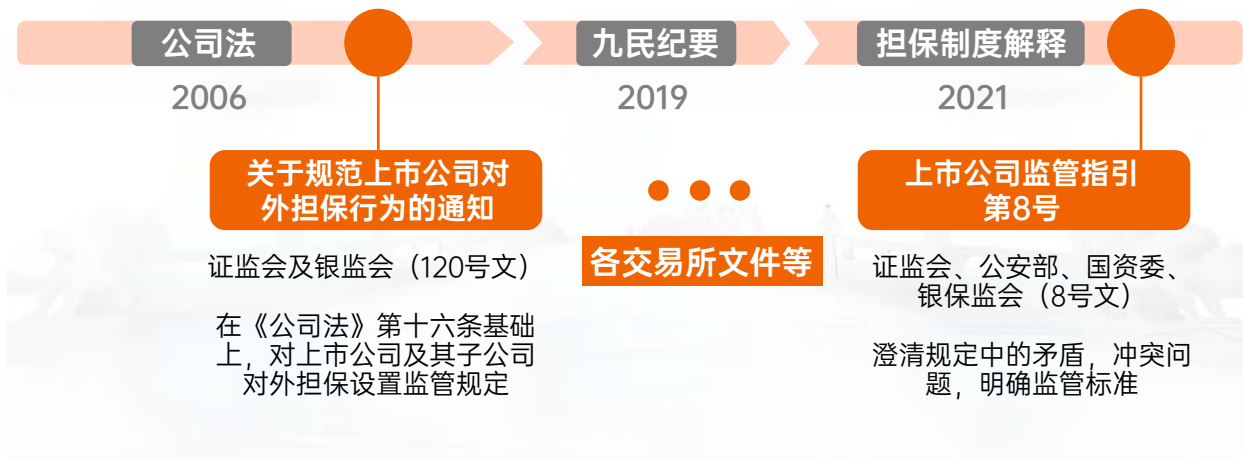 公司法
九民纪要
担保制度解释
2006
2019
2021
关于规范上市公司对
外担保行为的通知
证监会及银监会（120号文）
在《公司法》第十六条基础
上，对上市公司及其子公司
对外担保设置监管规定
各交易所文件等
上市公司监管指引
第8号
证监会、公安部、国资委、
银保监会（8号文）
澄清规定中的矛盾，冲突问
题，明确监管标准